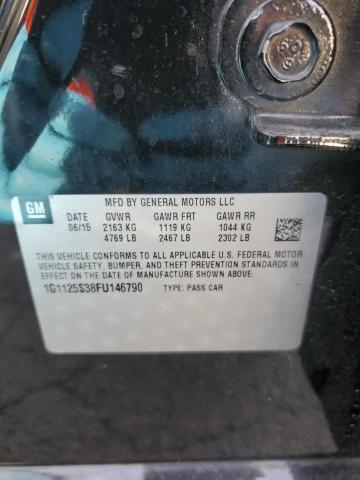 GM
MFD BY GENERAL MOTORS LLC
DATE GVWR GAWR FRT GAWR RR
06/15 2163 KG 1119 KG 1044 KG
4769 LB 2467 LB 2302 LB
THIS VEHICLE CONFORMS TO ALL APPLICABLE U.S. FEDERAL MOTOR
VEHICLE SAFETY, BUMPER, AND THEFT PREVENTION STANDARDS IN
EFFECT ON THE DATE OF MANUFACTURE SHOWN ABOVE.
1G1125S38FU146790 TYPE: PASS CAR